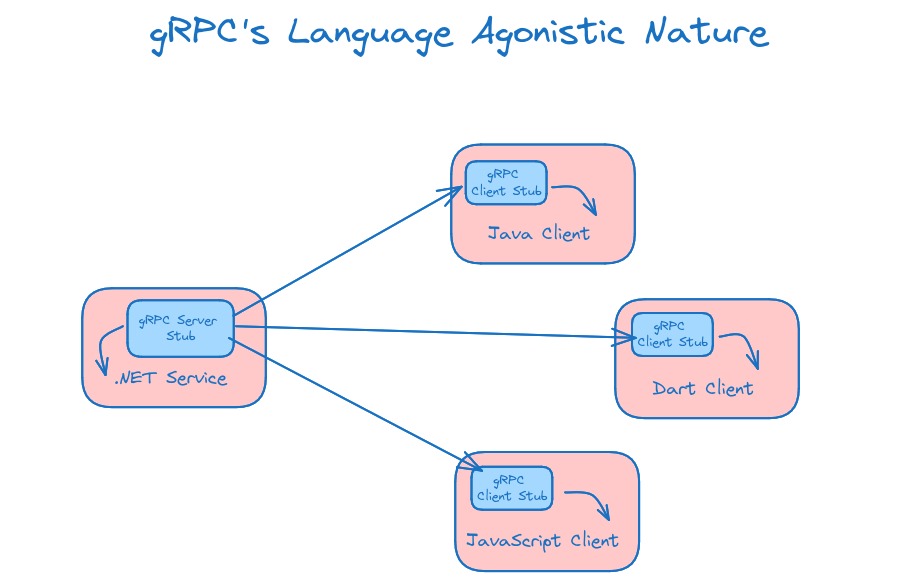 gRPC's Language Agonistic Nature
gRPC
Client Stub
Java Client
gRPC Server
Stub
.NET Service
gRPC
Client Stub
Dart Client
gRPC
Client Stub
JavaScript Client